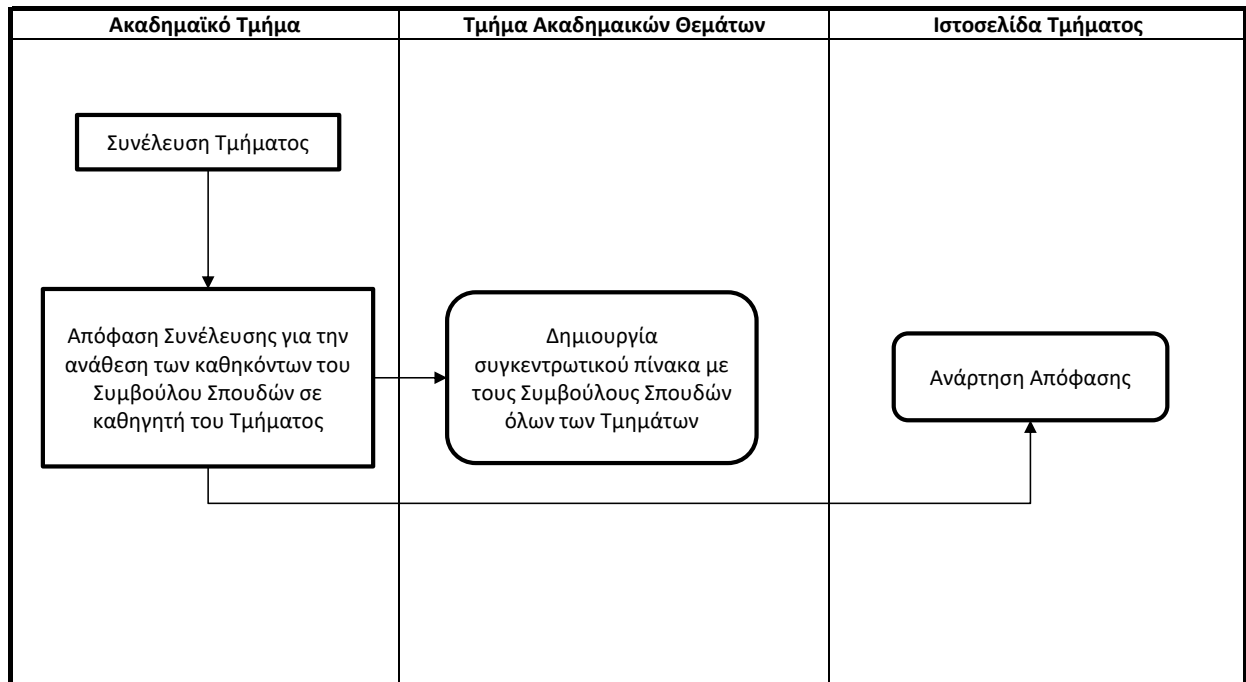 Ακαδημαϊκό Τμήμα
Τμήμα Ακαδημαικών Θεμάτων
Ιστοσελίδα Τμήματος
Συνέλευση Τμήματος
Απόφαση Συνέλευσης για την
ανάθεση των καθηκόντων του
Συμβούλου Σπουδών σε
καθηγητή του Τμήματος
Δημιουργία
συγκεντρωτικού πίνακα με
τους Συμβούλους Σπουδών
όλων των Τμημάτων
Ανάρτηση Απόφασης